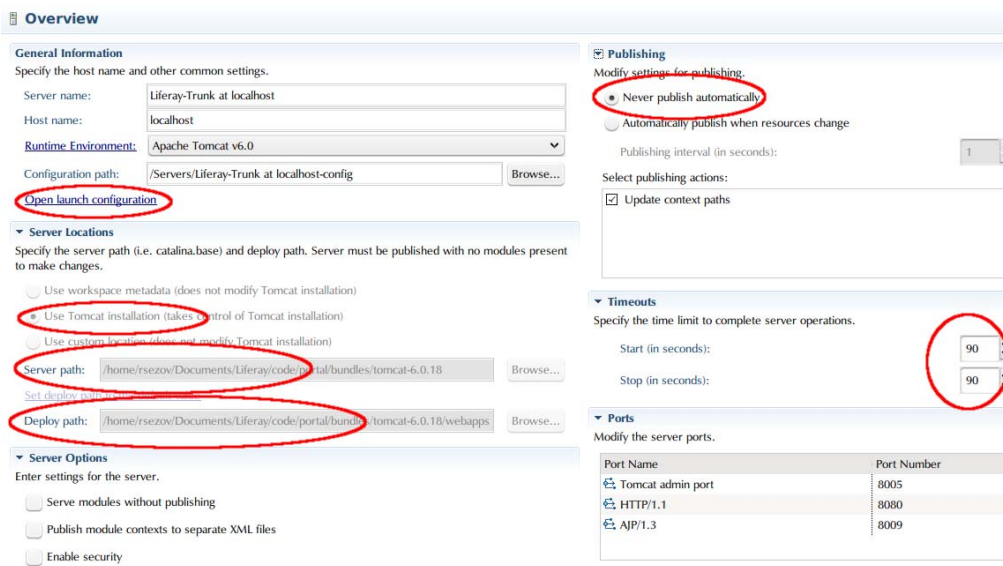 Overview
General Information
Specify the host name and other common settings.
Server name: Liferay-Trunk at localhost
Host name: localhost
Runtime Environment: Apache Tomcat v6.0
Configuration path: /Servers/Liferay-Trunk at localhost-config Browse...
Open launch configuration
Server Locations
Specify the server path (i.e. catalina.base) and deploy path. Server must be published with no modules present
to make changes.
Use workspace metadata (does not modify Tomcat installation)
Use Tomcat installation (takes control of Tomcat installation)
Use custom location (does not modify Tomcat installation)
Server path: /home/rsezov/Documents/Liferay/code/portal/bundles/tomcat-6.0.18 Browse...
Set deploy path to
Deploy path: /home/rsezov/Documents/Liferay/code/portal/bundles/tomcat-6.0.18/webapps Browse...
Server Options
Enter settings for the server.
Serve modules without publishing
Publish module contexts to separate XML files
Enable security
Publishing
Modify settings for publishing.
Never publish automatically
Automatically publish when resources change
Publishing interval (in seconds): 1
Select publishing actions:
Update context paths
Timeouts
Specify the time limit to complete server operations.
Start (in seconds): 90
Stop (in seconds): 90
Ports
Modify the server ports.
Port Name Port Number
Tomcat admin port 8005
HTTP/1.1 8080
AJP/1.3 8009